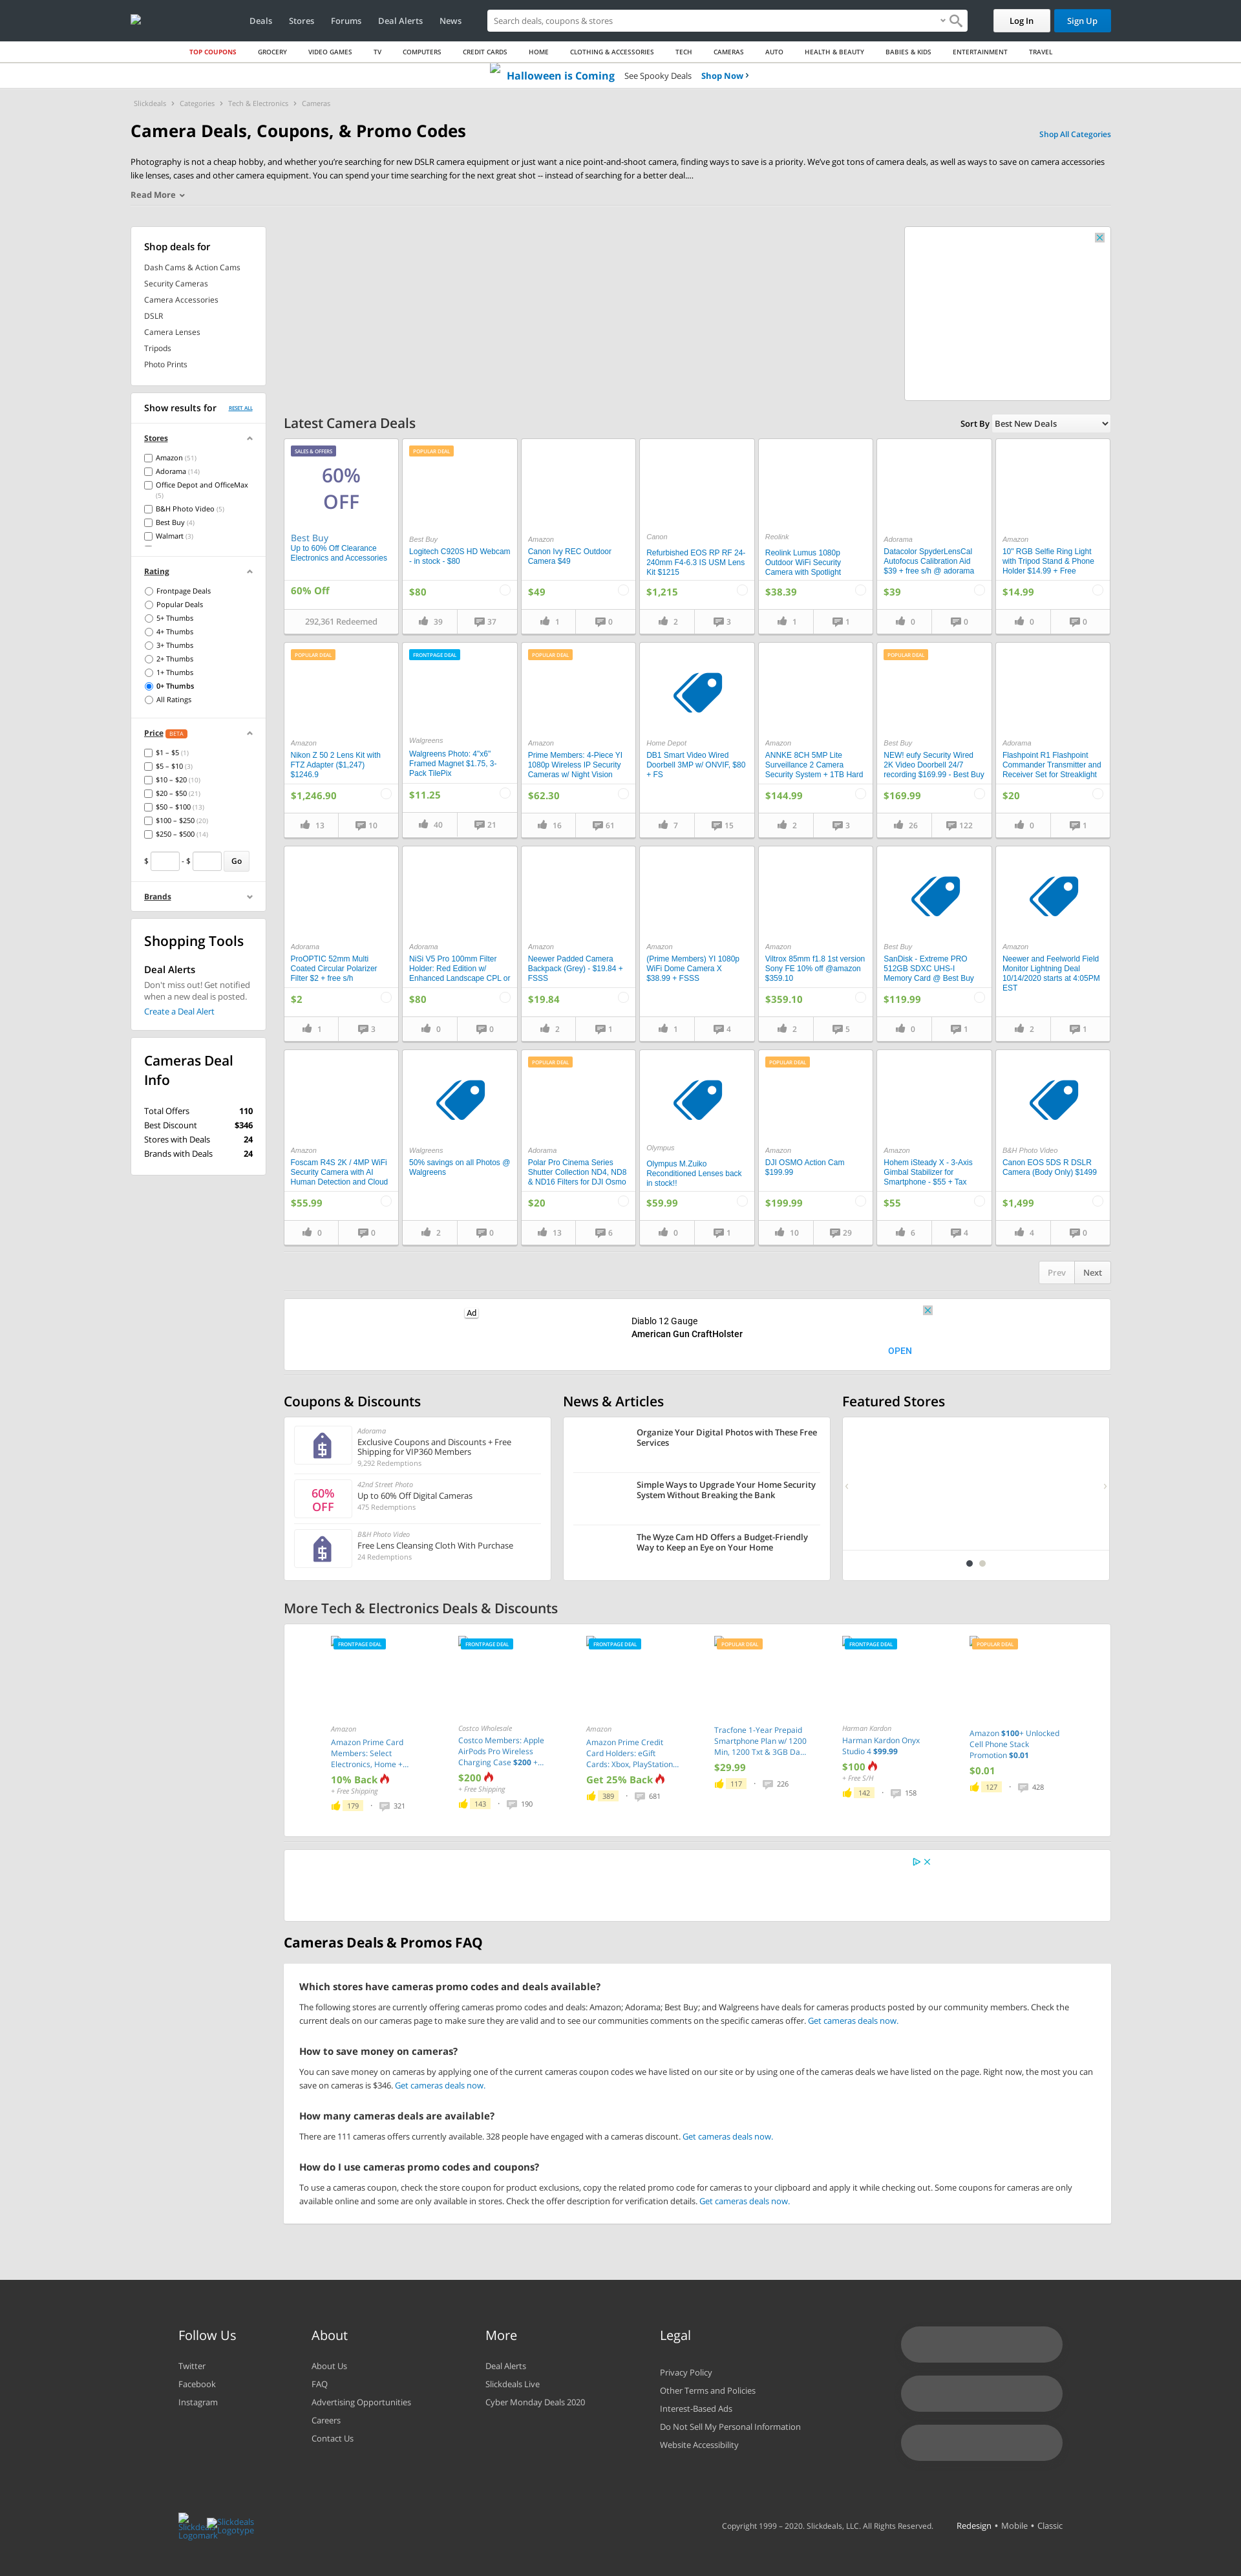 Deals
Stores
Forums
Deal Alerts
News
Search deals, coupons & stores
Log In
Sign Up
TOP COUPONS
GROCERY
VIDEO GAMES
TV
COMPUTERS
CREDIT CARDS
HOME
CLOTHING & ACCESSORIES
TECH
CAMERAS
AUTO
HEALTH & BEAUTY
BABIES & KIDS
ENTERTAINMENT
TRAVEL
Halloween is Coming
See Spooky Deals
Shop Now
Slickdeals
Categories
Tech & Electronics
Cameras
Camera Deals, Coupons, & Promo Codes
Shop All Categories
Photography is not a cheap hobby, and whether you're searching for new DSLR camera equipment or just want a nice point-and-shoot camera, finding ways to save is a priority. We've got tons of camera deals, as well as ways to save on camera accessories
like lenses, cases and other camera equipment. You can spend your time searching for the next great shot -- instead of searching for a better deal....
Read More
Shop deals for
Dash Cams & Action Cams
Security Cameras
Camera Accessories
DSLR
Camera Lenses
Tripods
Photo Prints
Show results for
RESET ALL
Stores
Amazon (51)
Adorama (14)
Office Depot and OfficeMax
(5)
B&H Photo Video (5)
Best Buy (4)
Walmart (3)
Rating
Frontpage Deals
Popular Deals
5+ Thumbs
4+ Thumbs
3+ Thumbs
2+ Thumbs
1+ Thumbs
0+ Thumbs
All Ratings
Price BETA
$1 – $5 (1)
$5 – $10 (3)
$10 – $20 (10)
$20 – $50 (21)
$50 – $100 (13)
$100 – $250 (20)
$250 – $500 (14)
$ - $ Go
Brands
Shopping Tools
Deal Alerts
Don't miss out! Get notified
when a new deal is posted.
Create a Deal Alert
Cameras Deal
Info
Total Offers 110
Best Discount $346
Stores with Deals 24
Brands with Deals 24
Latest Camera Deals
Sort By Best New Deals
SALES & OFFERS
60%
OFF
Best Buy
Up to 60% Off Clearance
Electronics and Accessories
60% Off
292,361 Redeemed
POPULAR DEAL
Best Buy
Logitech C920S HD Webcam
- in stock - $80
$80
39 37
Amazon
Canon Ivy REC Outdoor
Camera $49
$49
1 0
Canon
Refurbished EOS RP RF 24-
240mm F4-6.3 IS USM Lens
Kit $1215
$1,215
2 3
Reolink
Reolink Lumus 1080p
Outdoor WiFi Security
Camera with Spotlight
$38.39
1 1
Adorama
Datacolor SpyderLensCal
Autofocus Calibration Aid
$39 + free s/h @ adorama
$39
0 0
Amazon
10" RGB Selfie Ring Light
with Tripod Stand & Phone
Holder $14.99 + Free
$14.99
0 0
POPULAR DEAL
Amazon
Nikon Z 50 2 Lens Kit with
FTZ Adapter ($1,247)
$1246.9
$1,246.90
13 10
FRONTPAGE DEAL
Walgreens
Walgreens Photo: 4"x6"
Framed Magnet $1.75, 3-
Pack TilePix
$11.25
40 21
POPULAR DEAL
Amazon
Prime Members: 4-Piece YI
1080p Wireless IP Security
Cameras w/ Night Vision
$62.30
16 61
Home Depot
DB1 Smart Video Wired
Doorbell 3MP w/ ONVIF, $80
+ FS
$80
7 15
Amazon
ANNKE 8CH 5MP Lite
Surveillance 2 Camera
Security System + 1TB Hard
$144.99
2 3
POPULAR DEAL
Best Buy
NEW! eufy Security Wired
2K Video Doorbell 24/7
recording $169.99 - Best Buy
$169.99
26 122
Adorama
Flashpoint R1 Flashpoint
Commander Transmitter and
Receiver Set for Streaklight
$20
0 1
Adorama
ProOPTIC 52mm Multi
Coated Circular Polarizer
Filter $2 + free s/h
$2
1 3
Adorama
NiSi V5 Pro 100mm Filter
Holder: Red Edition w/
Enhanced Landscape CPL or
$80
0 0
Amazon
Neewer Padded Camera
Backpack (Grey) - $19.84 +
FSSS
$19.84
2 1
Amazon
(Prime Members) YI 1080p
WiFi Dome Camera X
$38.99 + FSSS
$38.99
1 4
Amazon
Viltrox 85mm f1.8 1st version
Sony FE 10% off @amazon
$359.10
$359.10
2 5
Best Buy
SanDisk - Extreme PRO
512GB SDXC UHS-I
Memory Card @ Best Buy
$119.99
0 1
Amazon
Neewer and Feelworld Field
Monitor Lightning Deal
10/14/2020 starts at 4:05PM
EST
2 1
Amazon
Foscam R4S 2K / 4MP WiFi
Security Camera with AI
Human Detection and Cloud
$55.99
0 0
Walgreens
50% savings on all Photos @
Walgreens
2 0
POPULAR DEAL
Adorama
Polar Pro Cinema Series
Shutter Collection ND4, ND8
& ND16 Filters for DJI Osmo
$20
13 6
Olympus
Olympus M.Zuiko
Reconditioned Lenses back
in stock!!
$59.99
0 1
POPULAR DEAL
Amazon
DJI OSMO Action Cam
$199.99
$199.99
10 29
Amazon
Hohem iSteady X - 3-Axis
Gimbal Stabilizer for
Smartphone - $55 + Tax
$55
6 4
B&H Photo Video
Canon EOS 5DS R DSLR
Camera (Body Only) $1499
$1,499
4 0
Prev Next
Ad
Diablo 12 Gauge
American Gun CraftHolster
OPEN
Coupons & Discounts
Adorama
Exclusive Coupons and Discounts + Free
Shipping for VIP360 Members
9,292 Redemptions
60%
OFF
42nd Street Photo
Up to 60% Off Digital Cameras
475 Redemptions
B&H Photo Video
Free Lens Cleansing Cloth With Purchase
24 Redemptions
News & Articles
Organize Your Digital Photos with These Free
Services
Simple Ways to Upgrade Your Home Security
System Without Breaking the Bank
The Wyze Cam HD Offers a Budget-Friendly
Way to Keep an Eye on Your Home
Featured Stores
More Tech & Electronics Deals & Discounts
FRONTPAGE DEAL
Amazon
Amazon Prime Card
Members: Select
Electronics, Home +...
10% Back
+ Free Shipping
179 · 321
FRONTPAGE DEAL
Costco Wholesale
Costco Members: Apple
AirPods Pro Wireless
Charging Case $200 +...
$200
+ Free Shipping
143 · 190
FRONTPAGE DEAL
Amazon
Amazon Prime Credit
Card Holders: eGift
Cards: Xbox, PlayStation...
Get 25% Back
389 · 681
POPULAR DEAL
Tracfone 1-Year Prepaid
Smartphone Plan w/ 1200
Min, 1200 Txt & 3GB Da...
$29.99
117 · 226
FRONTPAGE DEAL
Harman Kardon
Harman Kardon Onyx
Studio 4 $99.99
$100
+ Free S/H
142 · 158
POPULAR DEAL
Amazon $100+ Unlocked
Cell Phone Stack
Promotion $0.01
$0.01
127 · 428
Cameras Deals & Promos FAQ
Which stores have cameras promo codes and deals available?
The following stores are currently offering cameras promo codes and deals: Amazon; Adorama; Best Buy; and Walgreens have deals for cameras products posted by our community members. Check the
current deals on our cameras page to make sure they are valid and to see our communities comments on the specific cameras offer. Get cameras deals now.
How to save money on cameras?
You can save money on cameras by applying one of the current cameras coupon codes we have listed on our site or by using one of the cameras deals we have listed on the page. Right now, the most you can
save on cameras is $346. Get cameras deals now.
How many cameras deals are available?
There are 111 cameras offers currently available. 328 people have engaged with a cameras discount. Get cameras deals now.
How do I use cameras promo codes and coupons?
To use a cameras coupon, check the store coupon for product exclusions, copy the related promo code for cameras to your clipboard and apply it while checking out. Some coupons for cameras are only
available online and some are only available in stores. Check the offer description for verification details. Get cameras deals now.
Follow Us
Twitter
Facebook
Instagram
About
About Us
FAQ
Advertising Opportunities
Careers
Contact Us
More
Deal Alerts
Slickdeals Live
Cyber Monday Deals 2020
Legal
Privacy Policy
Other Terms and Policies
Interest-Based Ads
Do Not Sell My Personal Information
Website Accessibility
Slickdeals
Logomark
Slickdeals
Logotype
Copyright 1999 – 2020. Slickdeals, LLC. All Rights Reserved.
Redesign • Mobile • Classic